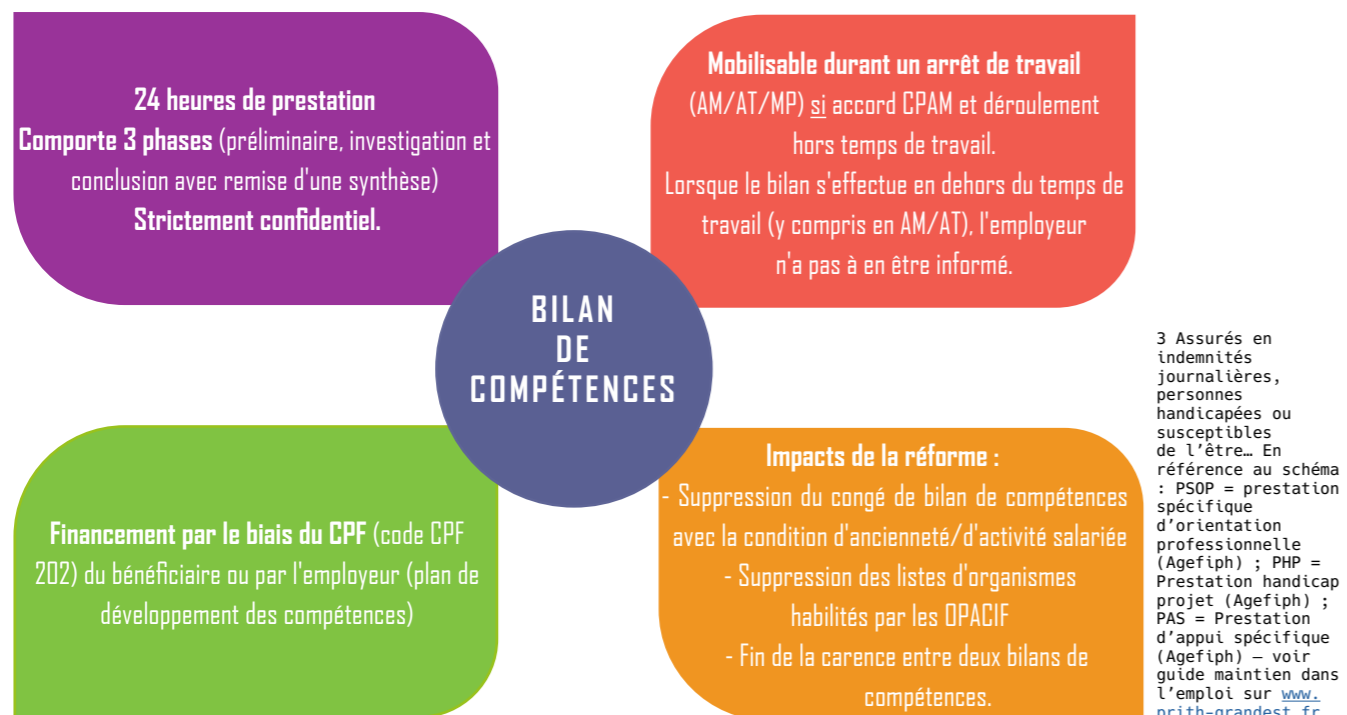 24 heures de prestation
Comporte 3 phases (préliminaire, investigation et
conclusion avec remise d'une synthèse)
Strictement confidentiel.
Mobilisable durant un arrêt de travail
(AM/AT/MP) si accord CPAM et déroulement
hors temps de travail.
Lorsque le bilan s'effectue en dehors du temps de
travail (y compris en AM/AT), l'employeur
n'a pas à en être informé.
BILAN
DE
COMPÉTENCES
Financement par le biais du CPF (code CPF
202) du bénéficiaire ou par l'employeur (plan de
développement des compétences)
Impacts de la réforme :
- Suppression du congé de bilan de compétences
avec la condition d'ancienneté/d'activité salariée
- Suppression des listes d'organismes
habilités par les OPACIF
- Fin de la carence entre deux bilans de
compétences.
3 Assurés en
indemnités
journalières,
personnes
handicapées ou
susceptibles
de l’être… En
référence au schéma
: PSOP = prestation
spécifique
d’orientation
professionnelle
(Agefiph) ; PHP =
Prestation handicap
projet (Agefiph) ;
PAS = Prestation
d’appui spécifique
(Agefiph) – voir
guide maintien dans
l’emploi sur www.
prith-grandest.fr